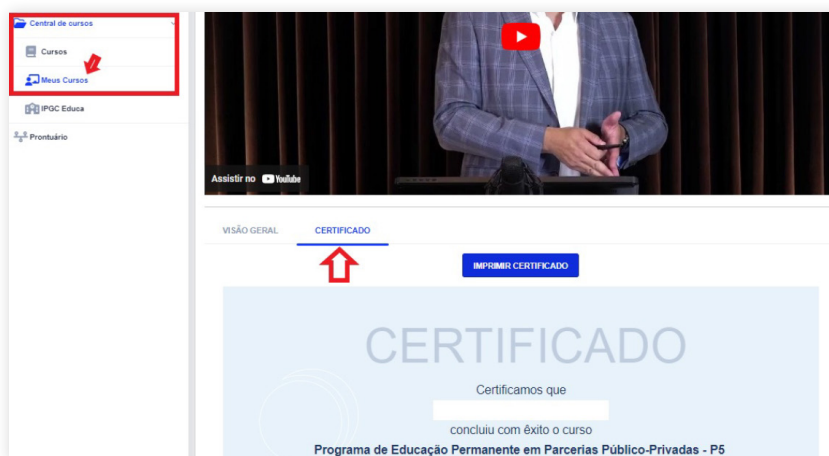 Central de cursos
Cursos
Meus Cursos
IPGC Educa
Prontuário
Assistir no YouTube
VISÃO GERAL CERTIFICADO
IMPRIMIR CERTIFICADO
CERTIFICADO
Certificamos que
concluiu com êxito o curso
Programa de Educação Permanente em Parcerias Público-Privadas - P5